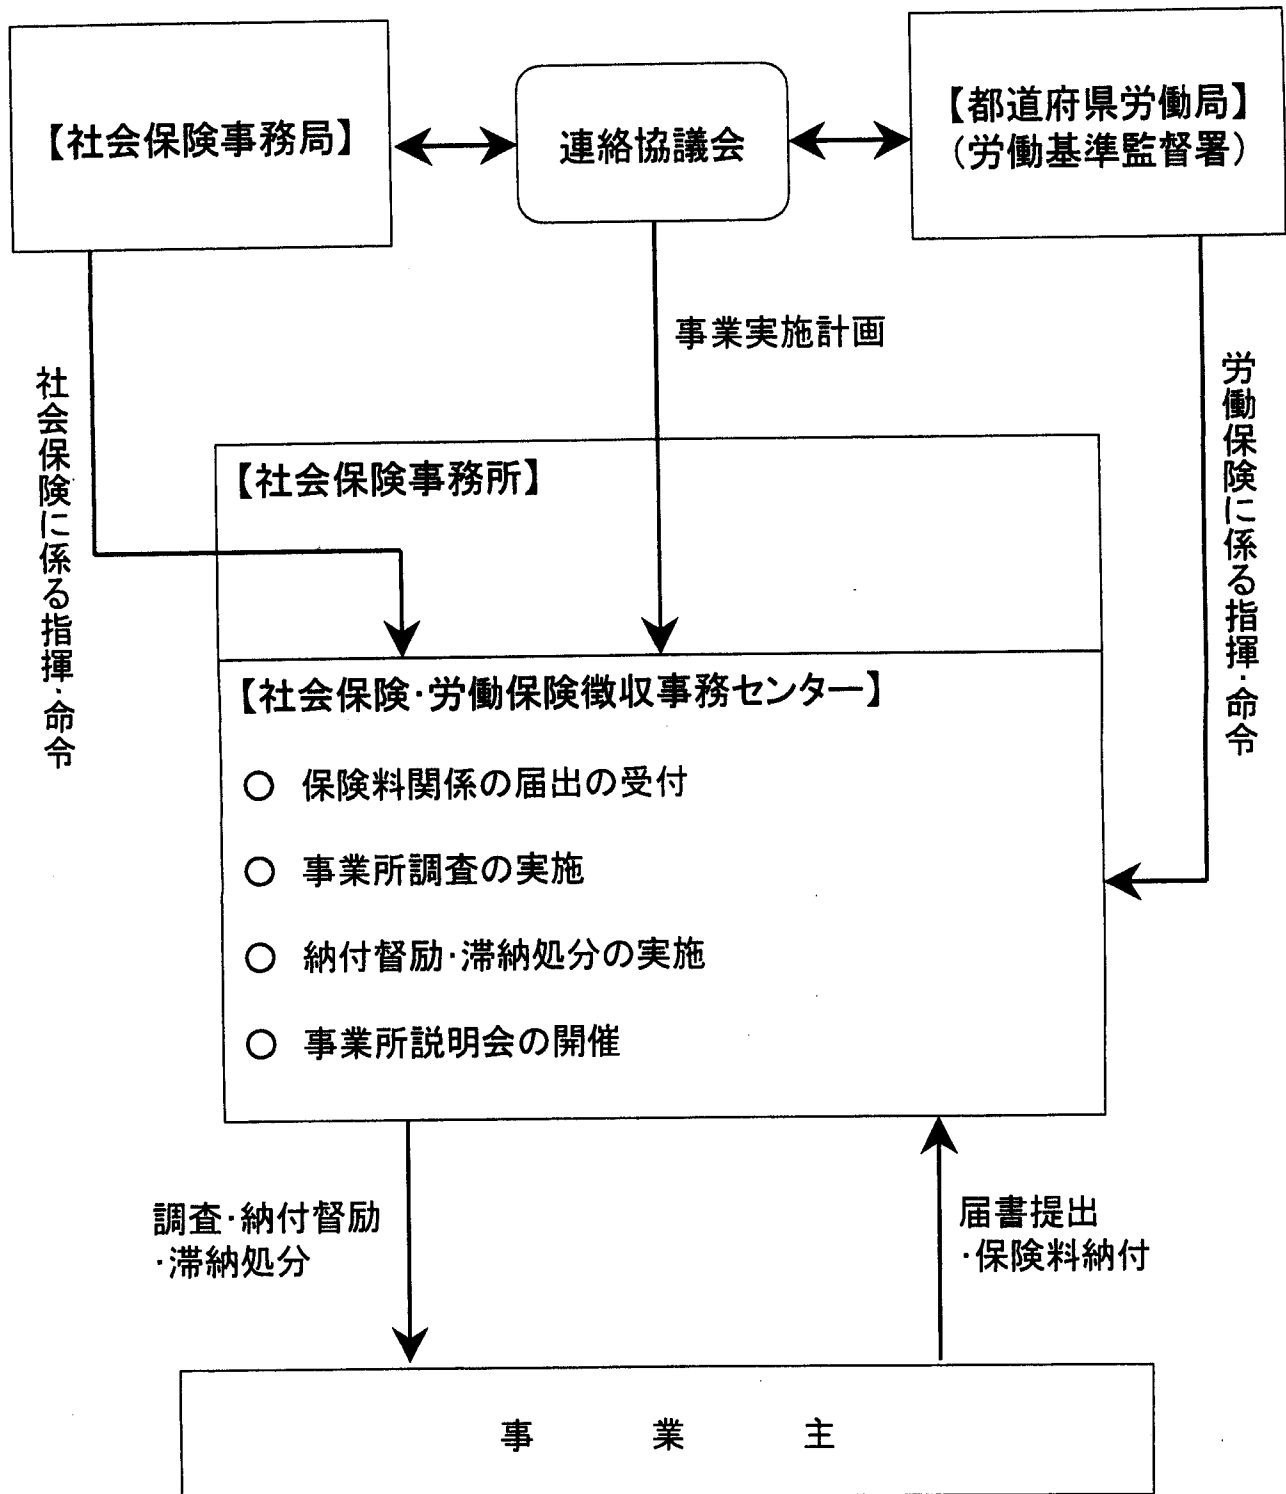 【社会保険事務局】
連絡協議会
【都道府県労働局】
（労働基準監督署）
事業実施計画
社会保険に係る指揮・命令
労働保険に係る指揮・命令
【社会保険事務所】
【社会保険・労働保険徴収事務センター】
○ 保険料関係の届出の受付
○ 事業所調査の実施
○ 納付督励・滞納処分の実施
○ 事業所説明会の開催
調査・納付督励
・滞納処分
届書提出
・保険料納付
事業主